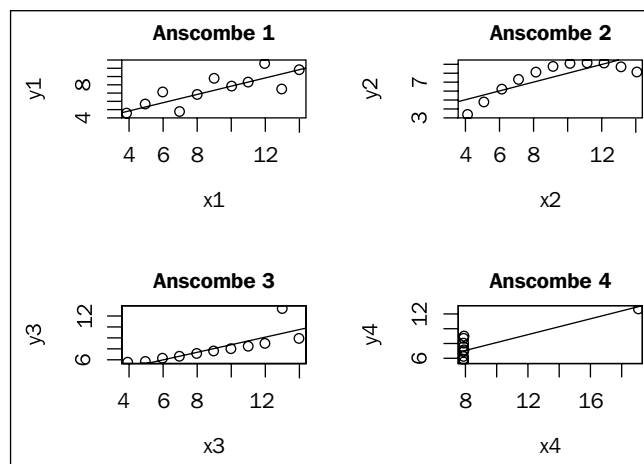 Anscombe 1
y1
8
4
4 6 8 12
x1
Anscombe 2
y2
7
3
4 6 8 12
x2
Anscombe 3
y3
12
6
4 6 8 12
x3
Anscombe 4
y4
12
6
8 12 16
x4